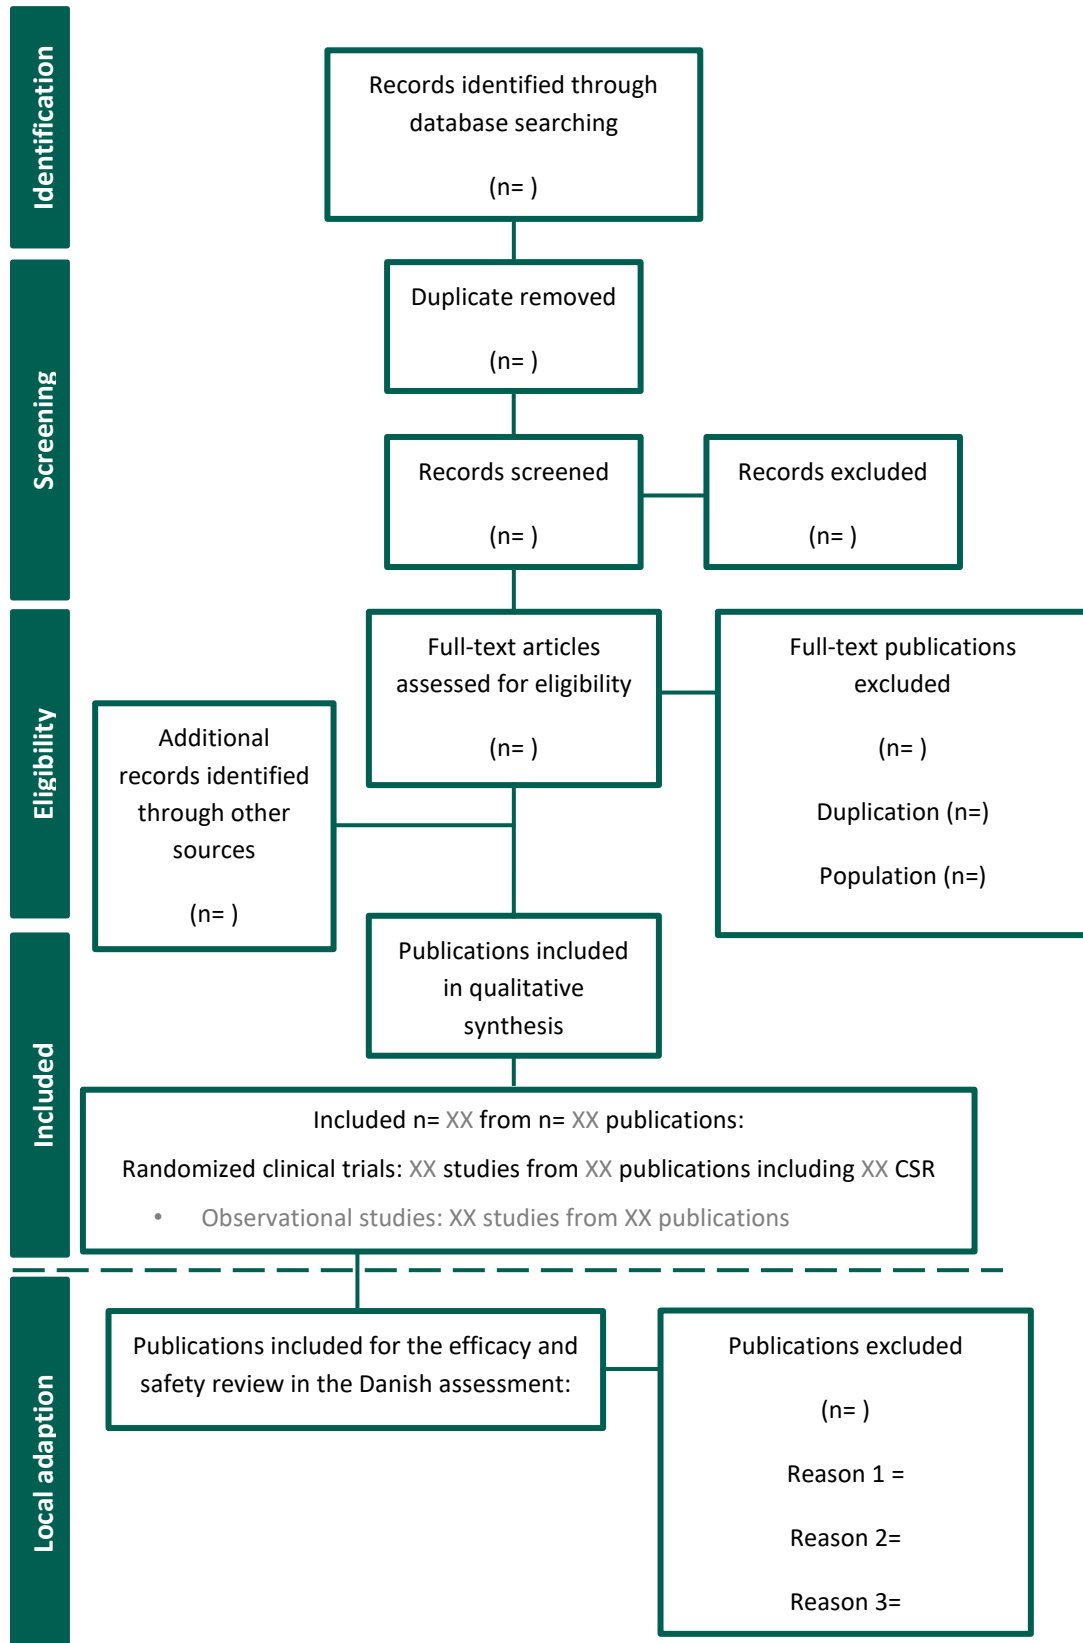 Identification
Records identified through
database searching
(n= )
Screening
Duplicate removed
(n= )
Records screened
(n= )
Records excluded
(n= )
Eligibility
Full-text articles
assessed for eligibility
(n= )
Full-text publications
excluded
(n= )
Duplication (n=)
Population (n=)
Additional
records identified
through other
sources
(n= )
Included
Publications included
in qualitative
synthesis
Included n= XX from n= XX publications:
Randomized clinical trials: XX studies from XX publications including XX CSR
• Observational studies: XX studies from XX publications
Local adaption
Publications included for the efficacy and
safety review in the Danish assessment:
Publications excluded
(n= )
Reason 1 =
Reason 2=
Reason 3=